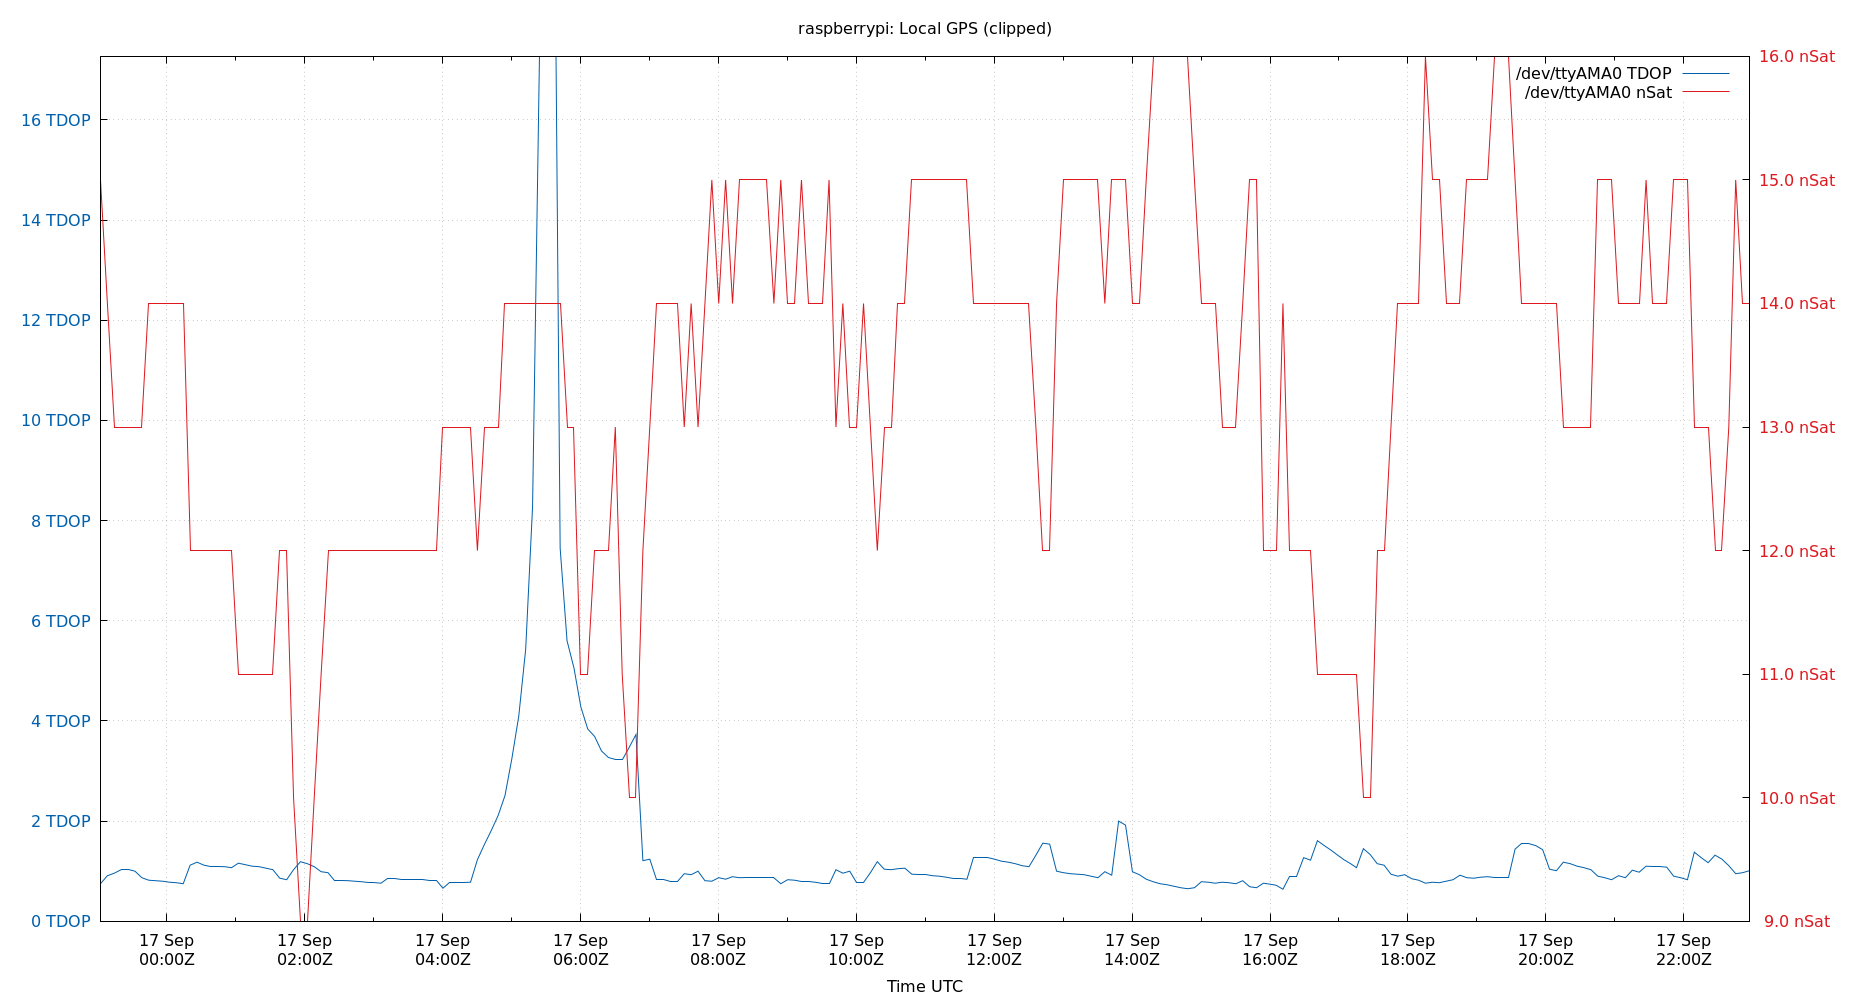 raspberrypi: Local GPS (clipped)
/dev/ttyAMA0 TDOP
/dev/ttyAMA0 nSat
16 TDOP
14 TDOP
12 TDOP
10 TDOP
8 TDOP
6 TDOP
4 TDOP
2 TDOP
0 TDOP
16.0 nSat
15.0 nSat
14.0 nSat
13.0 nSat
12.0 nSat
11.0 nSat
10.0 nSat
9.0 nSat
17 Sep 17 Sep 17 Sep 17 Sep 17 Sep 17 Sep 17 Sep 17 Sep 17 Sep 17 Sep 17 Sep 17 Sep
00:00Z 02:00Z 04:00Z 06:00Z 08:00Z 10:00Z 12:00Z 14:00Z 16:00Z 18:00Z 20:00Z 22:00Z
Time UTC